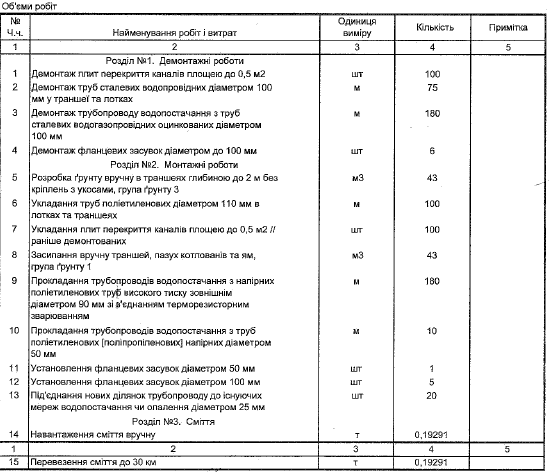 Об'єми робіт
№ Ч.ч. Найменування робіт і витрат Одиниця виміру Кількість Примітка
1 2 3 4 5
Розділ №1. Демонтажні роботи
1 Демонтаж плит перекриття каналів площею до 0,5 м2 шт 100
2 Демонтаж труб сталевих водопровідних діаметром 100 м 75
мм у траншеї та лотках
3 Демонтаж трубопроводу водопостачання з труб м 180
сталевих водогазопровідних оцинкованих діаметром
100 мм
4 Демонтаж фланцевих засувок діаметром до 100 мм шт 6
Розділ №2. Монтажні роботи
5 Розробка ґрунту вручну в траншеях глибиною до 2 м без м3 43
кріплень з укосами, група ґрунту 3
6 Укладання труб поліетиленових діаметром 110 мм в м 100
лотках та траншеях
7 Укладання плит перекриття каналів площею до 0,5 м2 // шт 100
раніше демонтованих
8 Засипання вручну траншей, пазух котлованів та ям, м3 43
група ґрунту 1
9 Прокладання трубопроводів водопостачання з напірних м 180
поліетиленових труб високого тиску зовнішнім
діаметром 90 мм зі з'єднанням терморезисторним
зварюванням
10 Прокладання трубопроводів водопостачання з труб м 10
поліетиленових [поліпропіленових] напірних діаметром
50 мм
11 Установлення фланцевих засувок діаметром 50 мм шт 1
12 Установлення фланцевих засувок діаметром 100 мм шт 5
13 Під'єднання нових ділянок трубопроводу до існуючих шт 20
мереж водопостачання чи опалення діаметром 25 мм
Розділ №3. Сміття
14 Навантаження сміття вручну т 0,19291
1 2 3 4 5
15 Перевезення сміття до 30 км т 0,19291